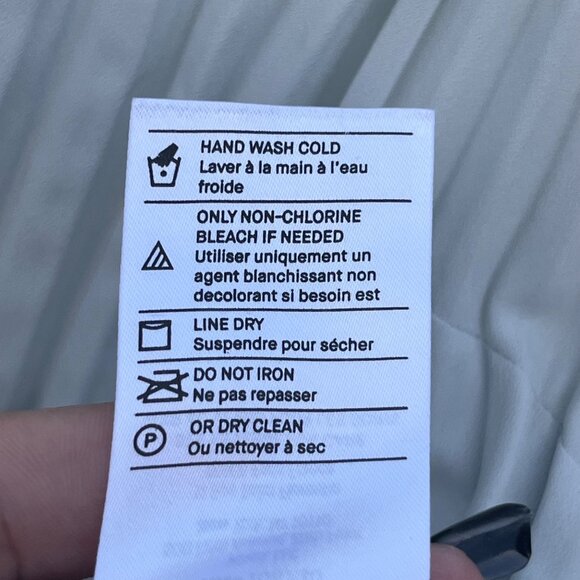 HAND WASH COLD
Laver à la main à l'eau
froide
ONLY NON-CHLORINE
BLEACH IF NEEDED
Utiliser uniquement un
agent blanchissant non
decolorant si besoin est
LINE DRY
Suspendre pour sécher
DO NOT IRON
Ne pas repasser
P
OR DRY CLEAN
Ou nettoyer à sec